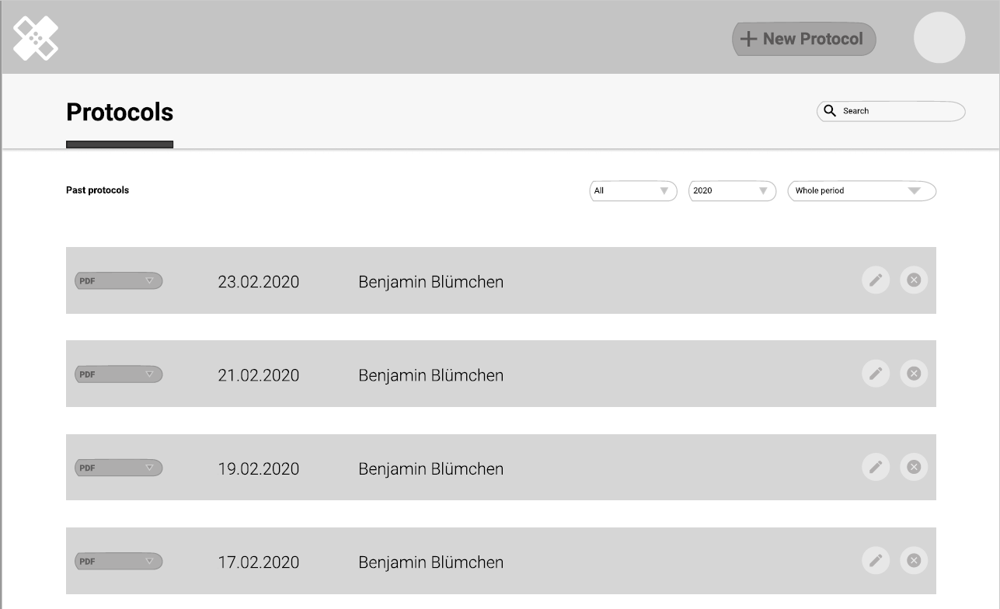 New Protocol
Protocols
Search
Past protocols
All
2020
Whole period
PDF 23.02.2020 Benjamin Blümchen
PDF 21.02.2020 Benjamin Blümchen
PDF 19.02.2020 Benjamin Blümchen
PDF 17.02.2020 Benjamin Blümchen